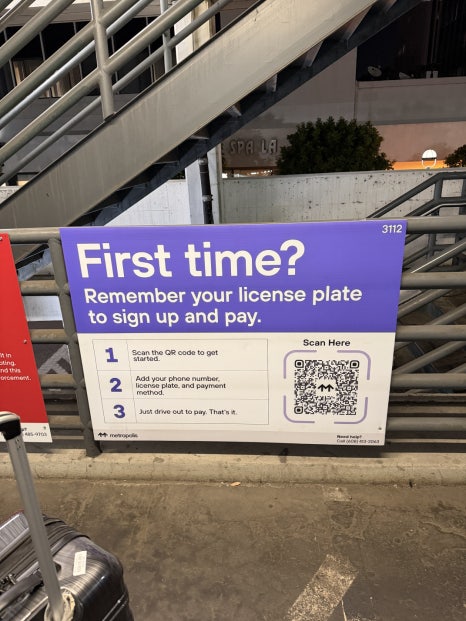 SPA LA
3112
First time?
Remember your license plate
to sign up and pay.
1 Scan the QR code to get
started.
2 Add your phone number,
license plate, and payment
method.
3 Just drive out to pay. That's it.
Scan Here
metropolis
Need help?